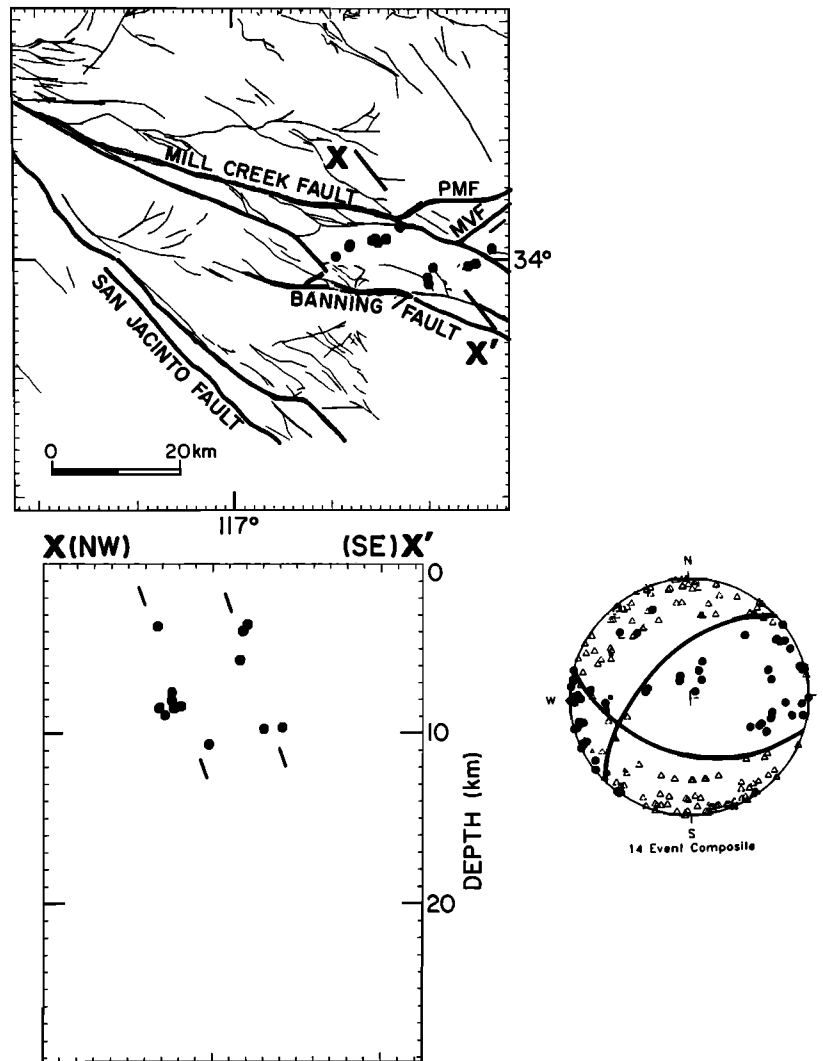 X
MILL CREEK FAULT
PMF
MVF
34°
BANNING FAULT
X'
SAN JACINTO FAULT
0 20km
117°
X (NW) (SE) X'
0
10
20
DEPTH (km)
N
W
S
14 Event Composite